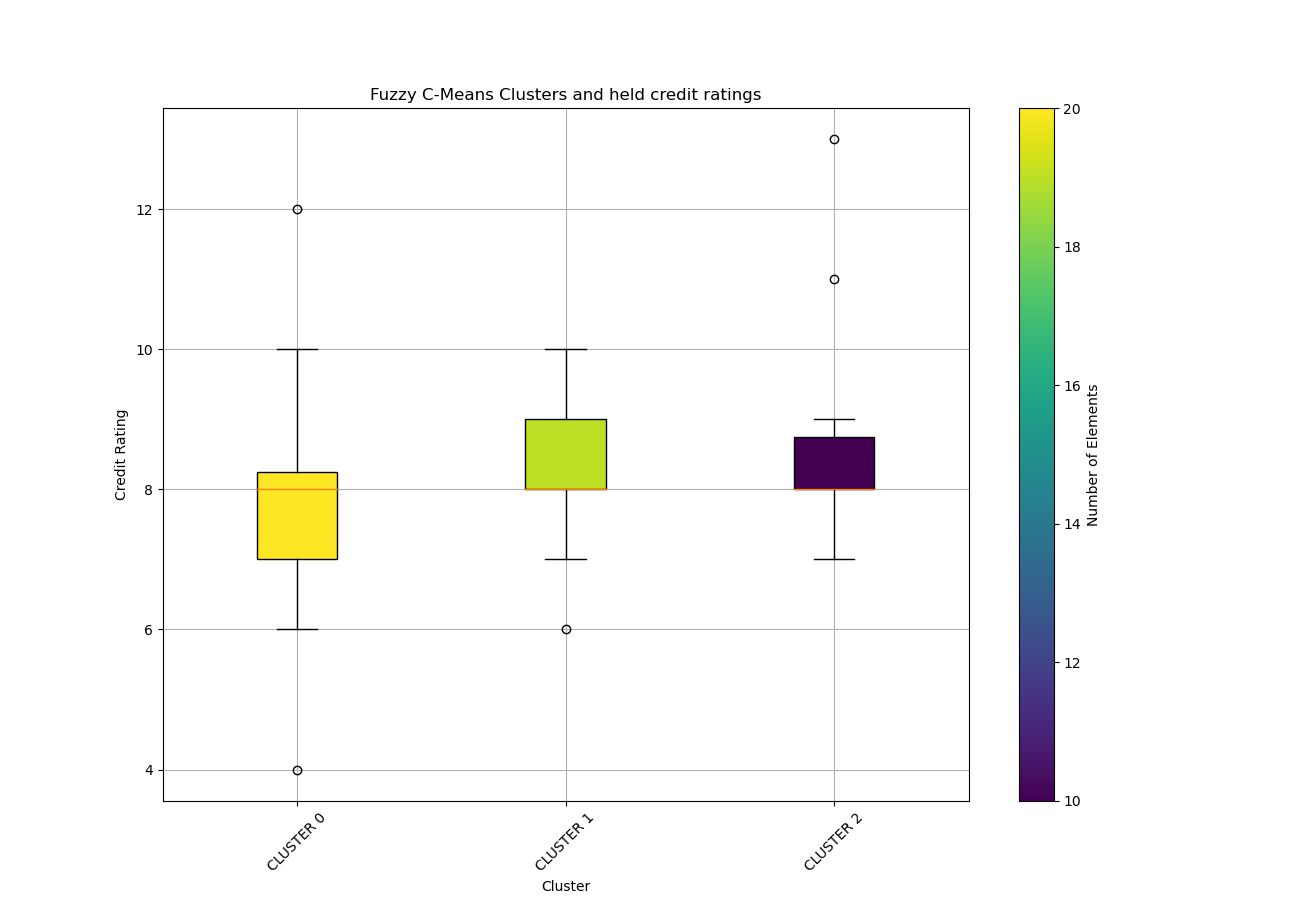 Fuzzy C-Means Clusters and held credit ratings
12
10
8
6
4
Credit Rating
CLUSTER 0
CLUSTER 1
CLUSTER 2
Cluster
20
18
16
14
12
10
Number of Elements